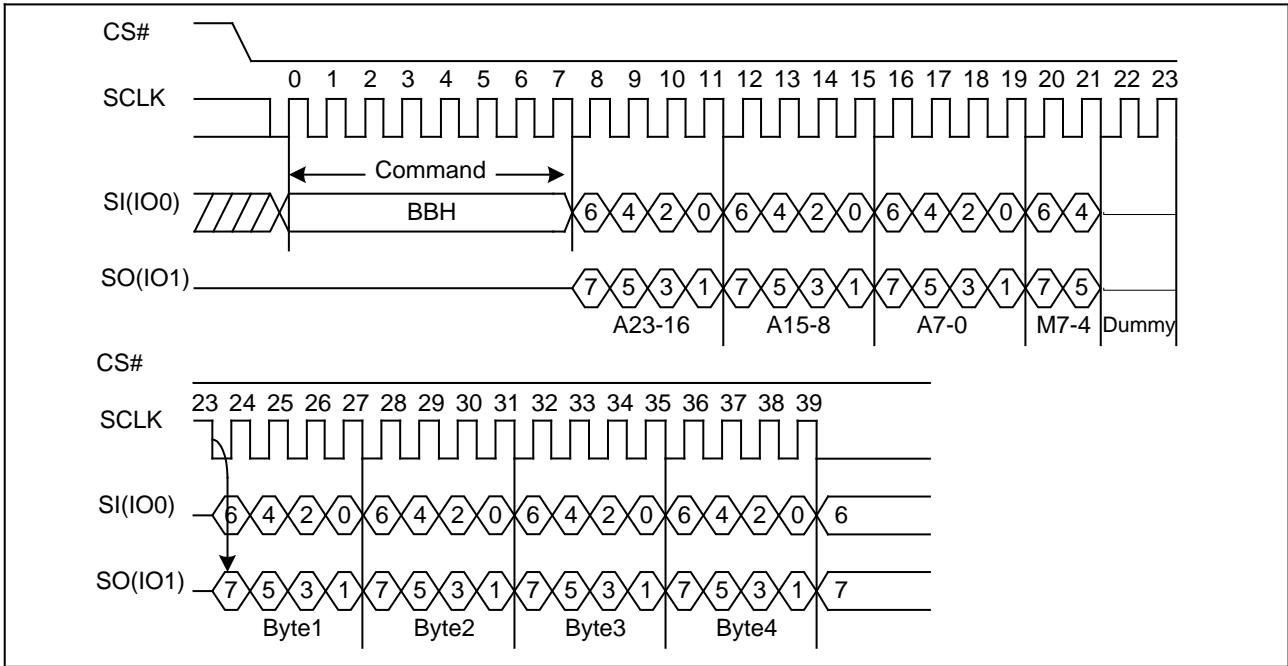 CS#
0 1 2 3 4 5 6 7 8 9 10 11 12 13 14 15 16 17 18 19 20 21 22 23
SCLK
Command
SI(IO0) BBH 6 4 2 0 6 4 2 0 6 4 2 0 6 4
SO(IO1) 7 5 3 1 7 5 3 1 7 5 3 1 7 5
A23-16 A15-8 A7-0 M7-4 Dummy
CS#
23 24 25 26 27 28 29 30 31 32 33 34 35 36 37 38 39
SCLK
SI(IO0) 6 4 2 0 6 4 2 0 6 4 2 0 6 4 2 0 6
SO(IO1) 7 5 3 1 7 5 3 1 7 5 3 1 7 5 3 1 7
Byte1 Byte2 Byte3 Byte4